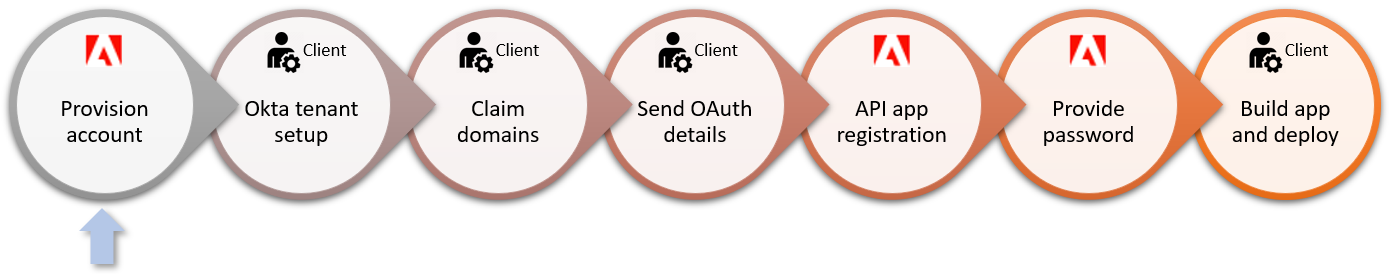 Provision
account
Client
Okta tenant
setup
Client
Claim
domains
Client
Send OAuth
details
API app
registration
Provide
password
Client
Build app
and deploy